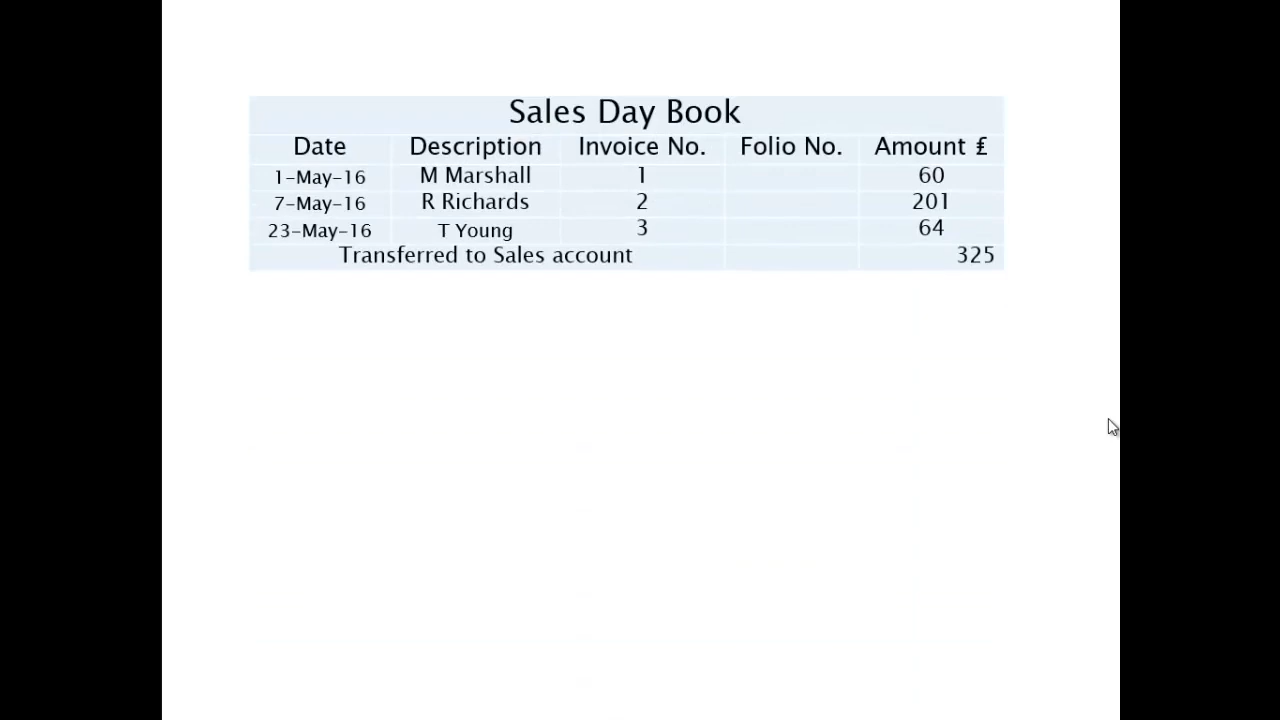 Sales Day Book
Date Description Invoice No. Folio No. Amount £
1-May-16 M Marshall 1 60
7-May-16 R Richards 2 201
23-May-16 T Young 3 64
Transferred to Sales account 325